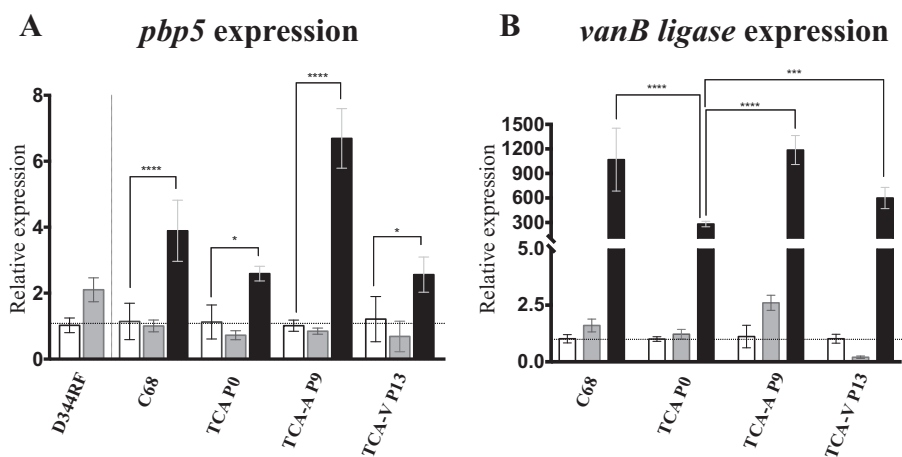 A
pbp5 expression
Relative expression
8
6
4
2
0
****
*
****
*
D344RF
C68
TCA P0
TCA-A P9
TCA-V P13
B
vanB ligase expression
Relative expression
1500
1200
900
600
300
5.0
2.5
0.0
****
****
***
C68
TCA P0
TCA-A P9
TCA-V P13